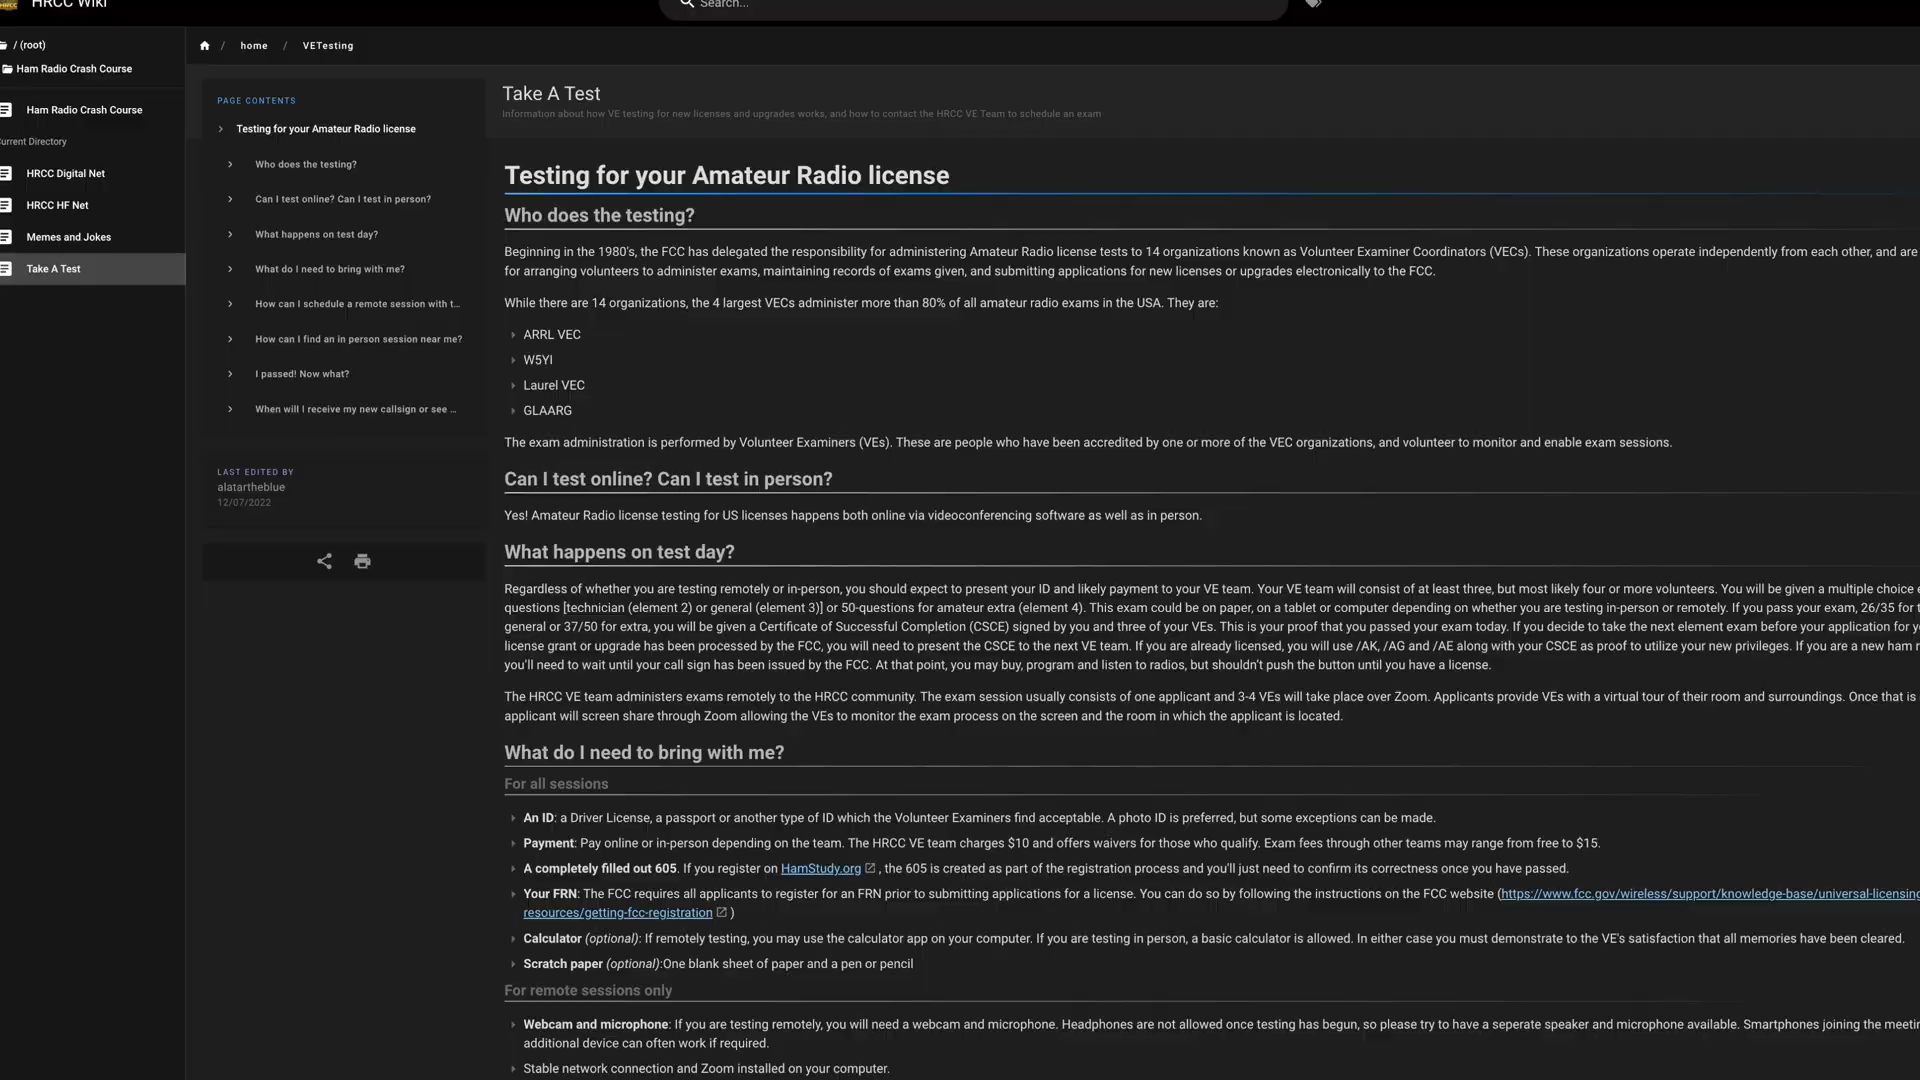 HRCC Wiki
Search...
/ (root)
Ham Radio Crash Course
Ham Radio Crash Course
urrent Directory
HRCC Digital Net
HRCC HF Net
Memes and Jokes
Take A Test
/ home / VETesting
PAGE CONTENTS
Testing for your Amateur Radio license
Who does the testing?
Can I test online? Can I test in person?
What happens on test day?
What do I need to bring with me?
How can I schedule a remote session with t...
How can I find an in person session near me?
I passed! Now what?
When will I receive my new callsign or see ...
LAST EDITED BY
alatartheblue
12/07/2022
Take A Test
Information about how VE testing for new licenses and upgrades works, and how to contact the HRCC VE Team to schedule an exam
Testing for your Amateur Radio license
Who does the testing?
Beginning in the 1980's, the FCC has delegated the responsibility for administering Amateur Radio license tests to 14 organizations known as Volunteer Examiner Coordinators (VECs). These organizations operate independently from each other, and are
for arranging volunteers to administer exams, maintaining records of exams given, and submitting applications for new licenses or upgrades electronically to the FCC.
While there are 14 organizations, the 4 largest VECs administer more than 80% of all amateur radio exams in the USA. They are:
ARRL VEC
W5YI
Laurel VEC
GLAARG
The exam administration is performed by Volunteer Examiners (VEs). These are people who have been accredited by one or more of the VEC organizations, and volunteer to monitor and enable exam sessions.
Can I test online? Can I test in person?
Yes! Amateur Radio license testing for US licenses happens both online via videoconferencing software as well as in person.
What happens on test day?
Regardless of whether you are testing remotely or in-person, you should expect to present your ID and likely payment to your VE team. Your VE team will consist of at least three, but most likely four or more volunteers. You will be given a multiple choice e
questions [technician (element 2) or general (element 3)] or 50-questions for amateur extra (element 4). This exam could be on paper, on a tablet or computer depending on whether you are testing in-person or remotely. If you pass your exam, 26/35 for t
general or 37/50 for extra, you will be given a Certificate of Successful Completion (CSCE) signed by you and three of your VEs. This is your proof that you passed your exam today. If you decide to take the next element exam before your application for y
license grant or upgrade has been processed by the FCC, you will need to present the CSCE to the next VE team. If you are already licensed, you will use /AK, /AG and /AE along with your CSCE as proof to utilize your new privileges. If you are a new ham r
you'll need to wait until your call sign has been issued by the FCC. At that point, you may buy, program and listen to radios, but shouldn't push the button until you have a license.
The HRCC VE team administers exams remotely to the HRCC community. The exam session usually consists of one applicant and 3-4 VEs will take place over Zoom. Applicants provide VEs with a virtual tour of their room and surroundings. Once that is
applicant will screen share through Zoom allowing the VEs to monitor the exam process on the screen and the room in which the applicant is located.
What do I need to bring with me?
For all sessions
An ID: a Driver License, a passport or another type of ID which the Volunteer Examiners find acceptable. A photo ID is preferred, but some exceptions can be made.
Payment: Pay online or in-person depending on the team. The HRCC VE team charges $10 and offers waivers for those who qualify. Exam fees through other teams may range from free to $15.
A completely filled out 605. If you register on HamStudy.org , the 605 is created as part of the registration process and you'll just need to confirm its correctness once you have passed.
Your FRN: The FCC requires all applicants to register for an FRN prior to submitting applications for a license. You can do so by following the instructions on the FCC website (https://www.fcc.gov/wireless/support/knowledge-base/universal-licensing
resources/getting-fcc-registration )
Calculator (optional): If remotely testing, you may use the calculator app on your computer. If you are testing in person, a basic calculator is allowed. In either case you must demonstrate to the VE's satisfaction that all memories have been cleared.
Scratch paper (optional):One blank sheet of paper and a pen or pencil
For remote sessions only
Webcam and microphone: If you are testing remotely, you will need a webcam and microphone. Headphones are not allowed once testing has begun, so please try to have a seperate speaker and microphone available. Smartphones joining the meetin
additional device can often work if required.
Stable network connection and Zoom installed on your computer.